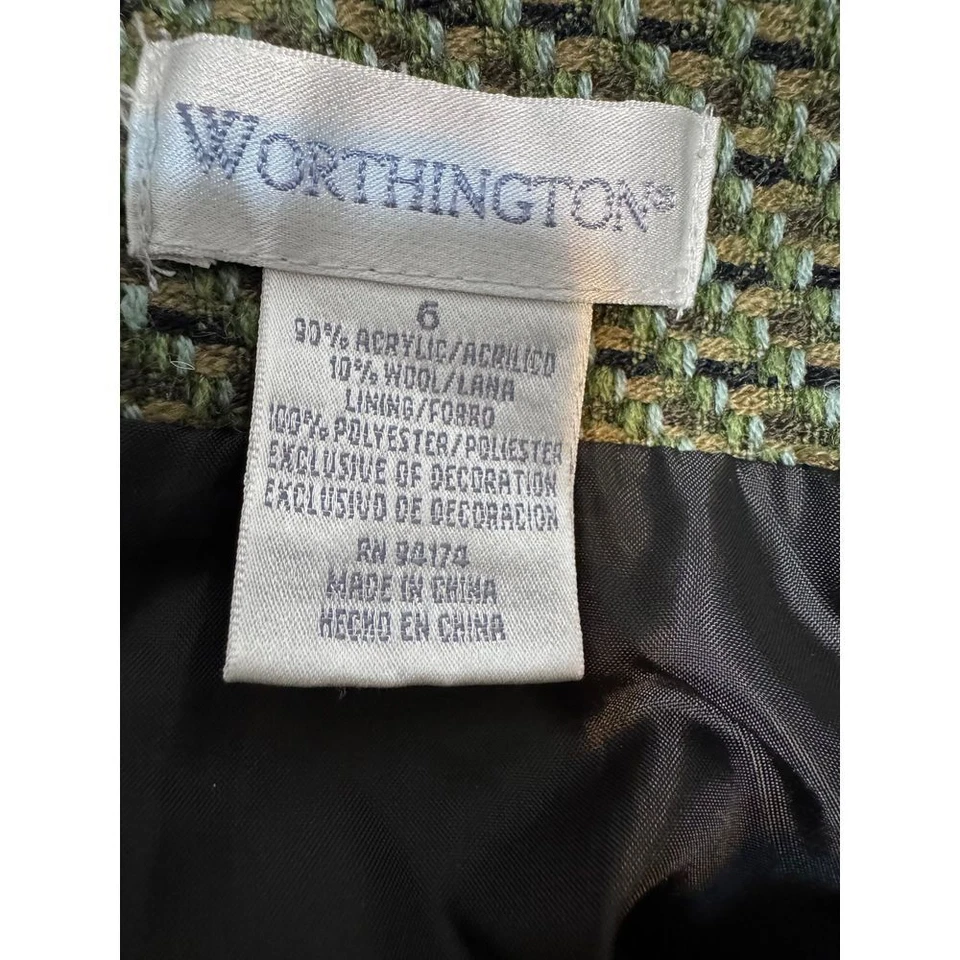 WORTHINGTON®
6
90% ACRYLIC/ACRILICO
10% WOOL/LANA
LINING/FORRO
100% POLYESTER/POLIESTER
EXCLUSIVE OF DECORATION
EXCLUSIVO DE DECORACION
RN 94174
MADE IN CHINA
HECHO EN CHINA